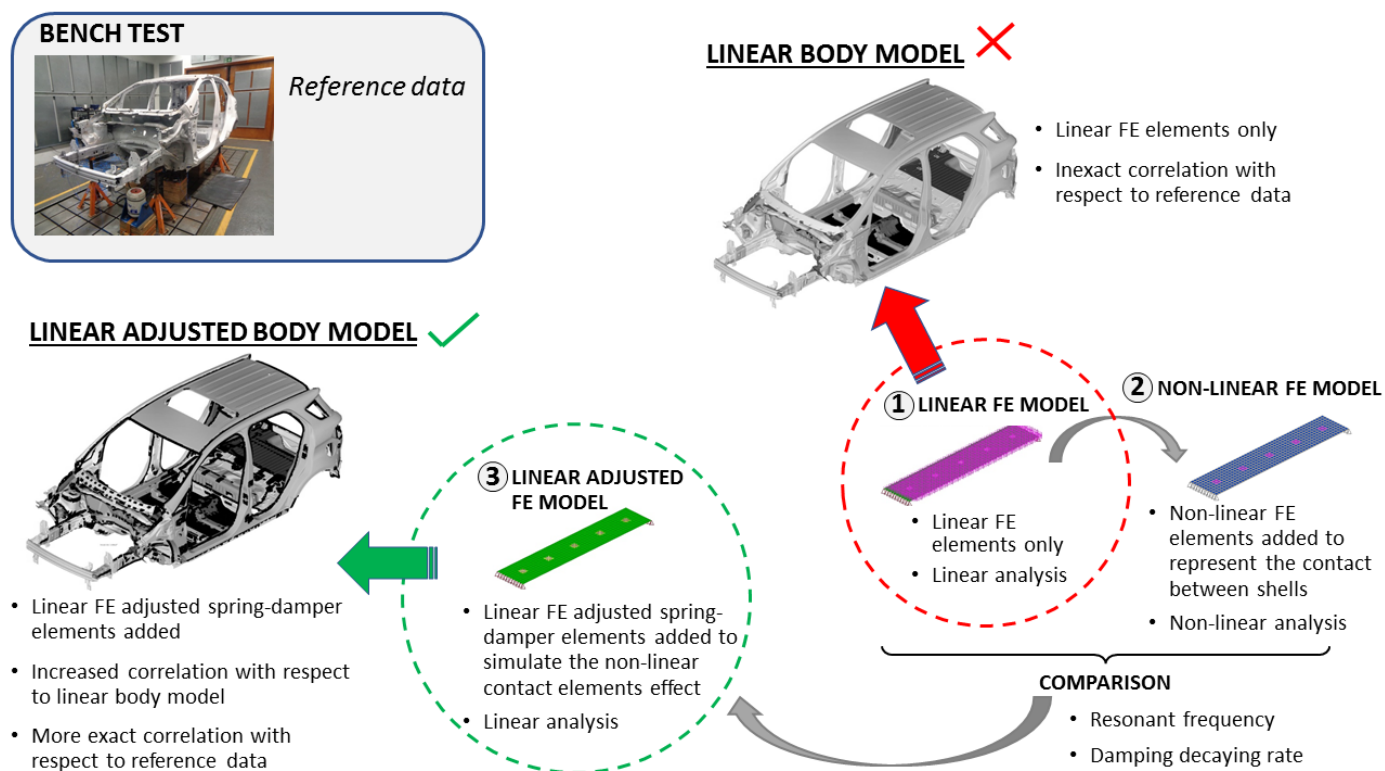 BENCH TEST
Reference data
LINEAR BODY MODEL
• Linear FE elements only
• Inexact correlation with
respect to reference data
LINEAR ADJUSTED BODY MODEL
• Linear FE adjusted spring-damper
elements added
• Increased correlation with respect
to linear body model
• More exact correlation with
respect to reference data
3 LINEAR ADJUSTED
FE MODEL
• Linear FE adjusted spring-
damper elements added to
simulate the non-linear
contact elements effect
• Linear analysis
1 LINEAR FE MODEL
• Linear FE
elements only
• Linear analysis
2 NON-LINEAR FE MODEL
• Non-linear FE
elements added to
represent the contact
between shells
• Non-linear analysis
COMPARISON
• Resonant frequency
• Damping decaying rate